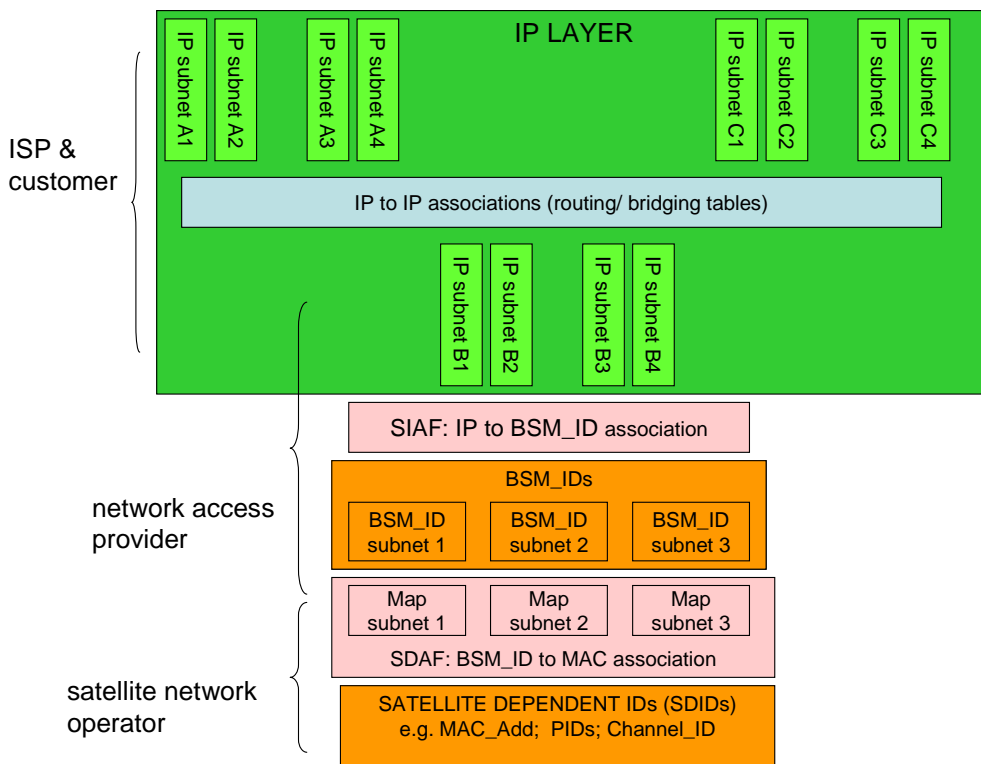 IP LAYER
IP subnet A1
IP subnet A2
IP subnet A3
IP subnet A4
IP subnet C1
IP subnet C2
IP subnet C3
IP subnet C4
ISP &
customer
IP to IP associations (routing/ bridging tables)
IP subnet B1
IP subnet B2
IP subnet B3
IP subnet B4
SIAF: IP to BSM_ID association
network access
provider
BSM_IDs
BSM_ID
subnet 1
BSM_ID
subnet 2
BSM_ID
subnet 3
Map
subnet 1
Map
subnet 2
Map
subnet 3
SDAF: BSM_ID to MAC association
satellite network
operator
SATELLITE DEPENDENT IDs (SDIDs)
e.g. MAC_Add; PIDs; Channel_ID